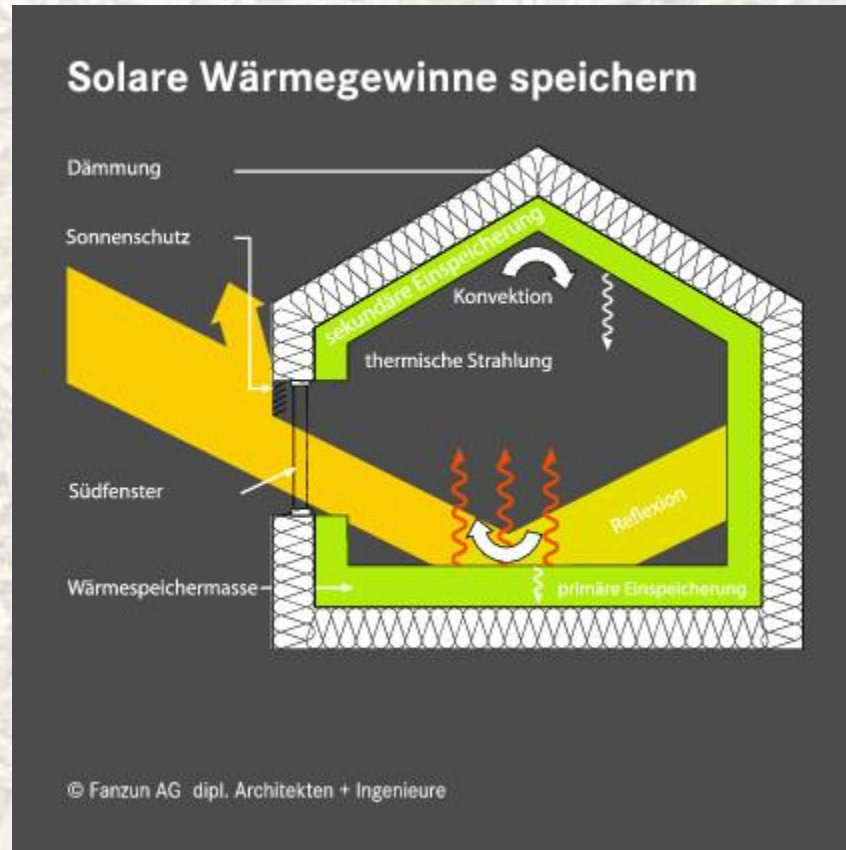 Solare Wärmegewinne speichern
Dämmung
Sonnenschutz
sekundäre Einspeicherung
Konvektion
thermische Strahlung
Südfenster
Reflexion
Wärmespeichermasse
primäre Einspeicherung
© Fanzun AG dipl. Architekten + Ingenieure